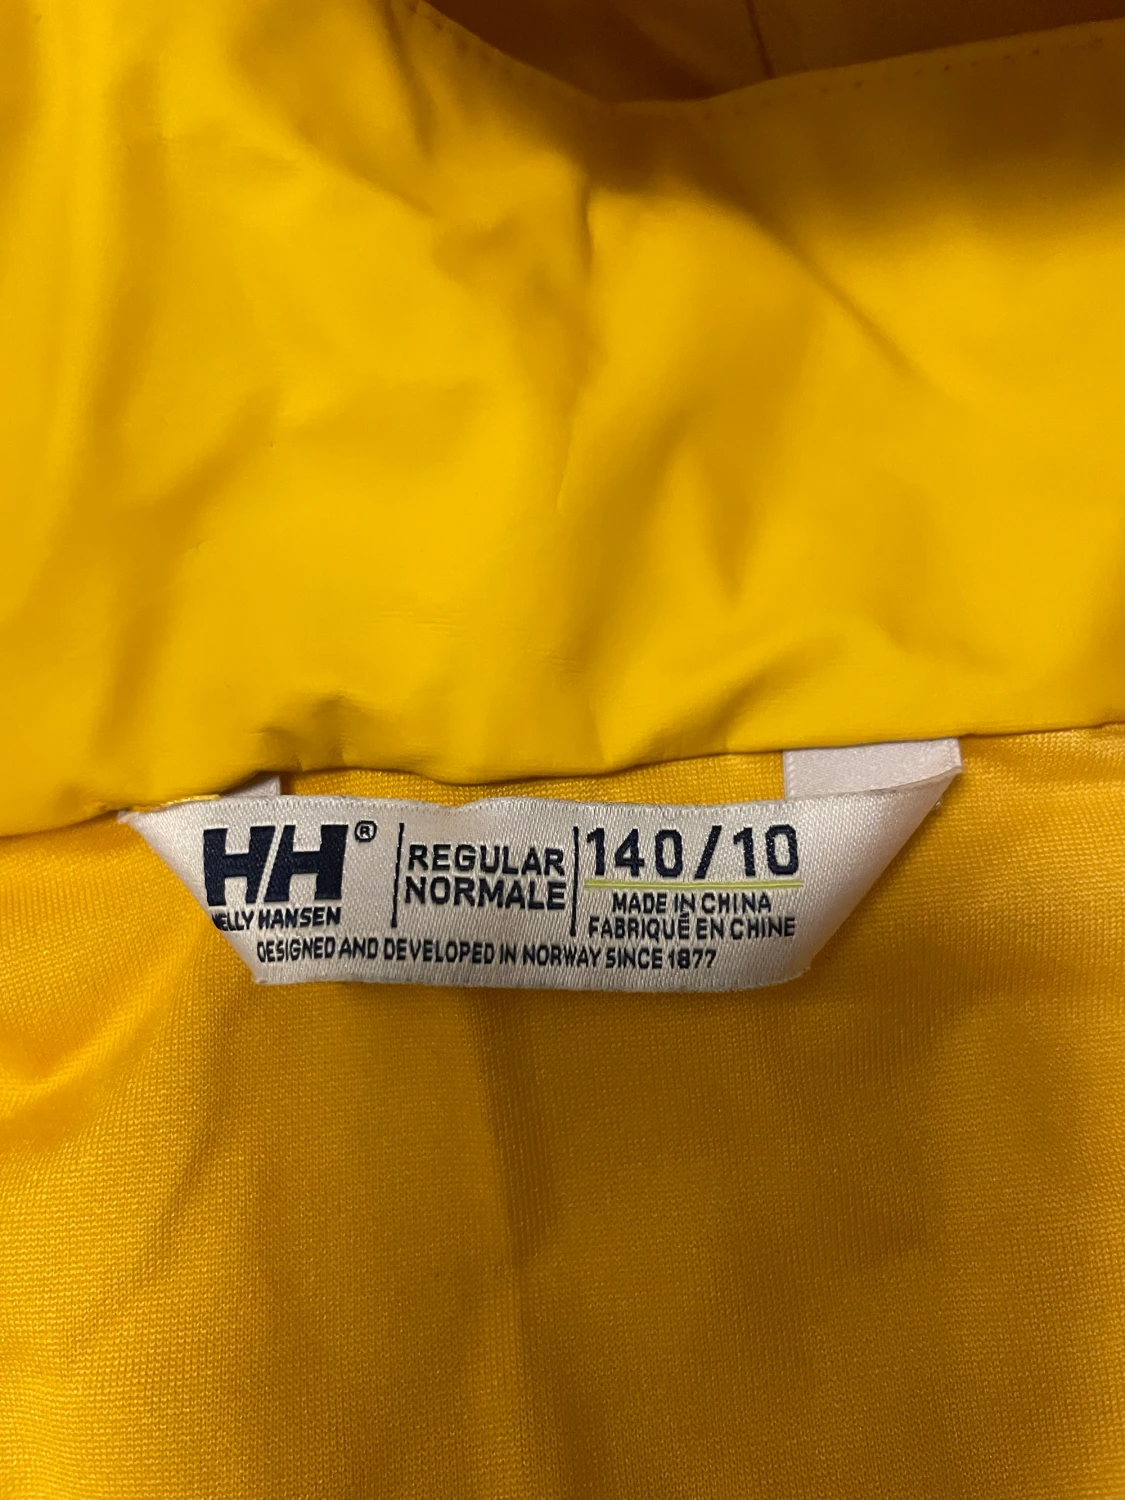 HH®
HELLY HANSEN
REGULAR
NORMALE
140/10
MADE IN CHINA
FABRIQUÉ EN CHINE
DESIGNED AND DEVELOPED IN NORWAY SINCE 1877